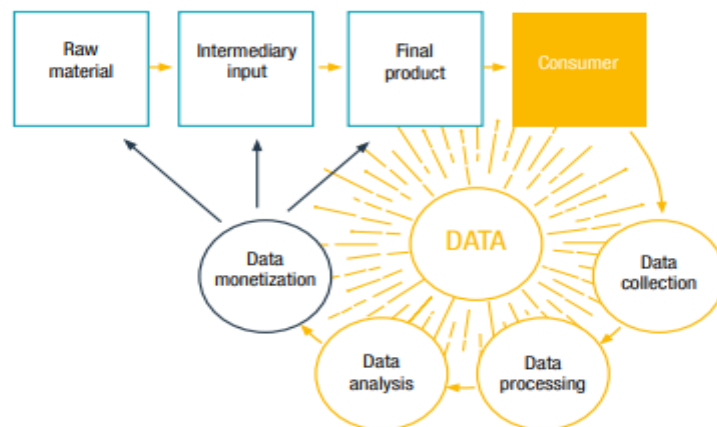 Raw
material
Intermediary
input
Final
product
Consumer
DATA
Data
monetization
Data
collection
Data
analysis
Data
processing